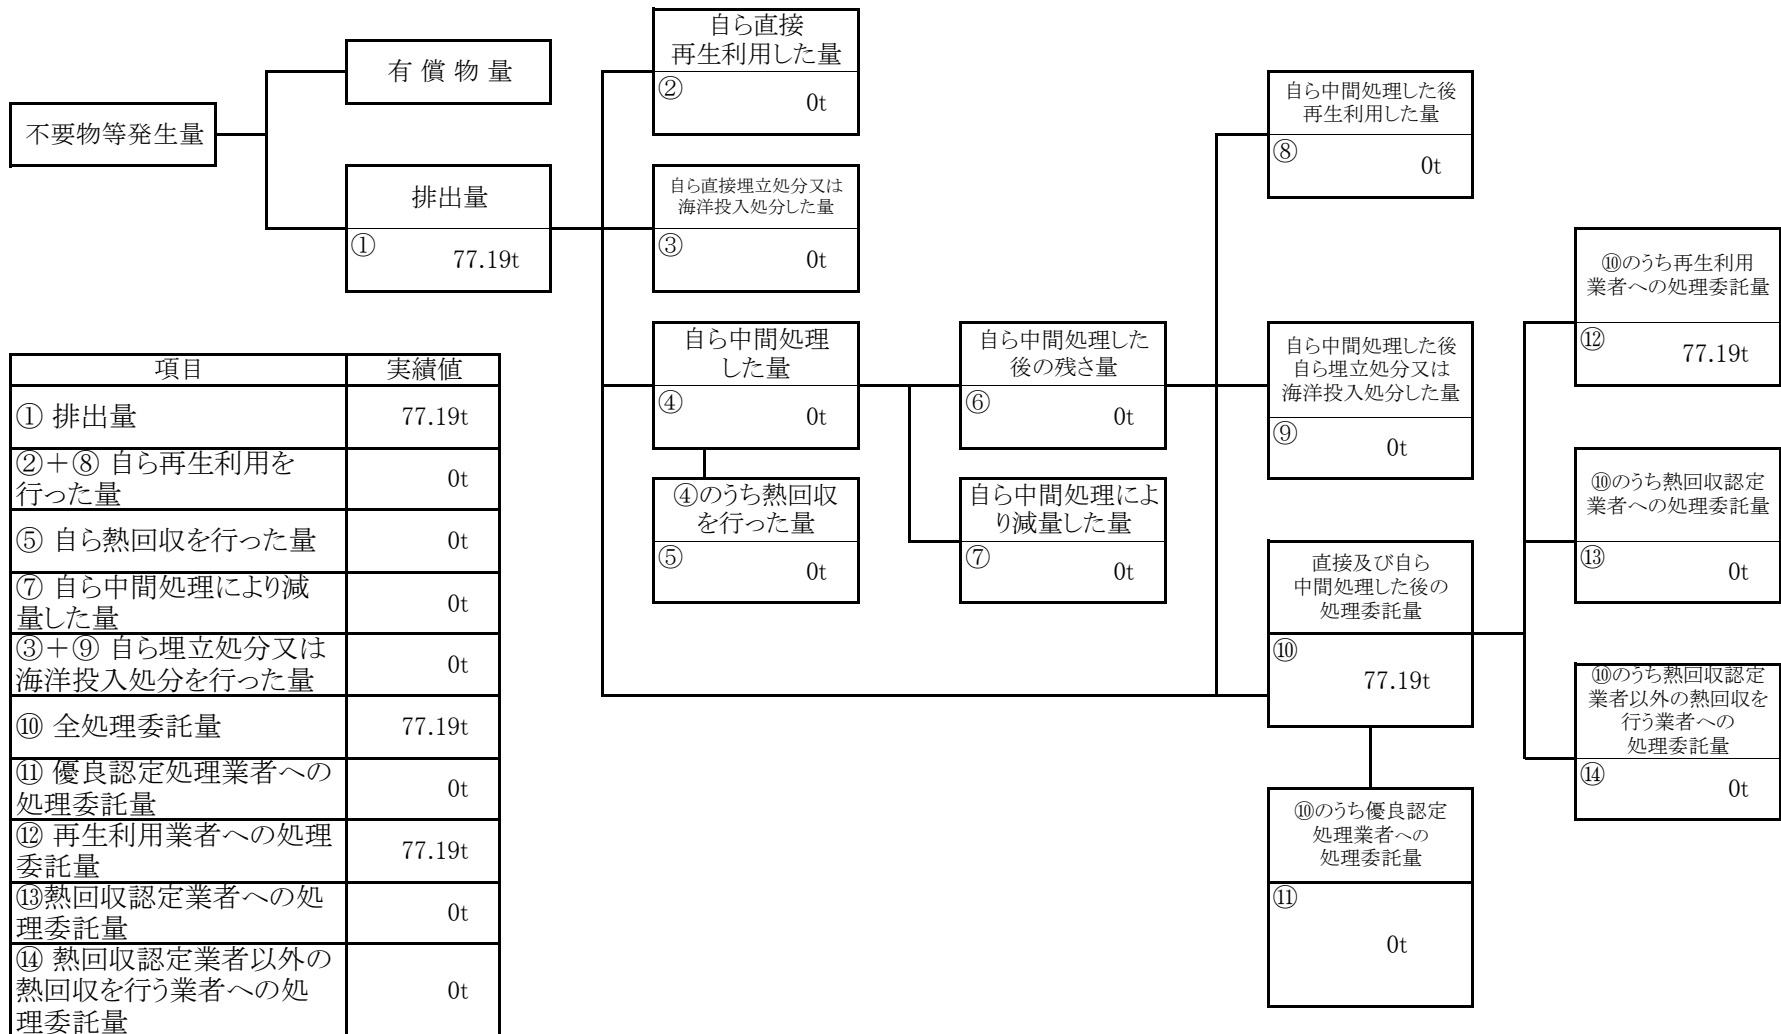 不要物等発生量
有 償 物 量
排出量
①
77.19t
自ら直接
再生利用した量
②
0t
自ら直接埋立処分又は
海洋投入処分した量
③
0t
自ら中間処理
した量
④
0t
④のうち熱回収
を行った量
⑤
0t
自ら中間処理した
後の残さ量
⑥
0t
自ら中間処理によ
り減量した量
⑦
0t
自ら中間処理した後
再生利用した量
⑧
0t
自ら中間処理した後
自ら埋立処分又は
海洋投入処分した量
⑨
0t
直接及び自ら
中間処理した後の
処理委託量
⑩
77.19t
⑩のうち優良認定
処理業者への
処理委託量
⑪
0t
⑩のうち再生利用
業者への処理委託量
⑫
77.19t
⑩のうち熱回収認定
業者への処理委託量
⑬
0t
⑩のうち熱回収認定
業者以外の熱回収を
行う業者への
処理委託量
⑭
0t
項目 実績値
① 排出量 77.19t
②＋⑧ 自ら再生利用を
行った量 0t
⑤ 自ら熱回収を行った量 0t
⑦ 自ら中間処理により減
量した量 0t
③＋⑨ 自ら埋立処分又は
海洋投入処分を行った量 0t
⑩ 全処理委託量 77.19t
⑪ 優良認定処理業者への
処理委託量 0t
⑫ 再生利用業者への処理
委託量 77.19t
⑬熱回収認定業者への処
理委託量 0t
⑭ 熱回収認定業者以外の
熱回収を行う業者への処
理委託量 0t